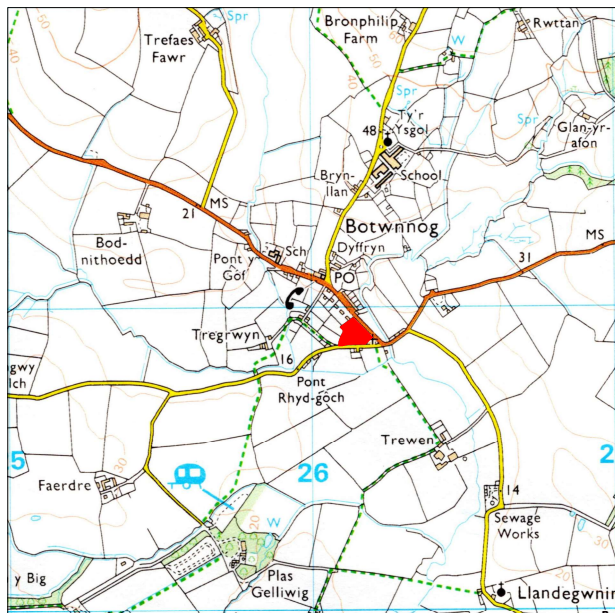 Spr
Bronphilip
Farm
Rwttan
Trefaes
Fawr
W
40
50
60
Spr
Ty'r
Ysgol
48
Spr
Glan-yr-
afon
Bryn-
llan
School
MS
21
Botwnnog
MS
Bod-
nithoedd
Pont y
Gof
Sch
Dyffryn
31
PO
Tregrwyn
16
gwy
lch
Pont
Rhyd-goch
Trewen
5
26
2
30
Faerdre
14
20
W
Sewage
Works
y Big
Plas
Gelliwig
Llandegwnin